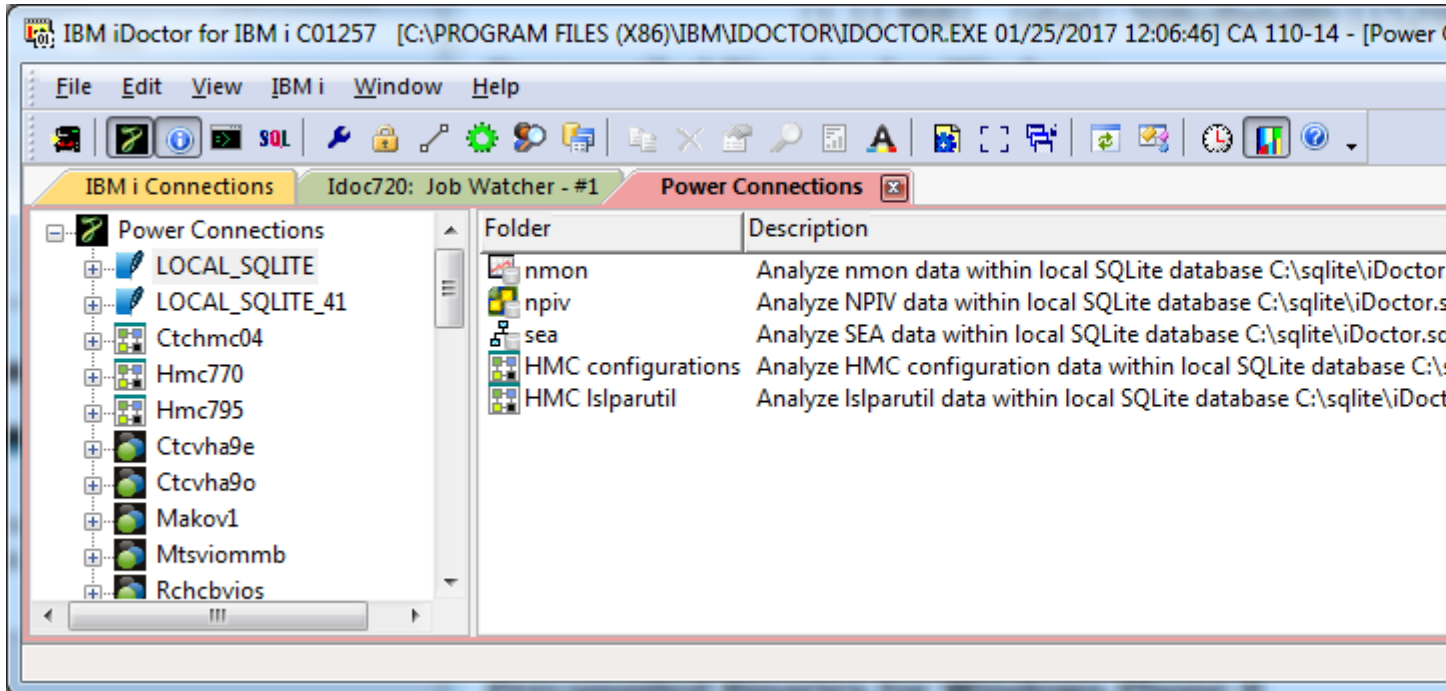 IBM iDoctor for IBM i C01257 [C:\PROGRAM FILES (X86)\IBM\IDOCTOR\IDOCTOR.EXE 01/25/2017 12:06:46] CA 110-14 - [Power
File Edit View IBM i Window Help
SQL A
IBM i Connections Idoc720: Job Watcher - #1 Power Connections
Power Connections
LOCAL_SQLITE
LOCAL_SQLITE_41
Ctchmc04
Hmc770
Hmc795
Ctcvha9e
Ctcvha9o
Makov1
Mtsviommb
Rchcbvios
Folder Description
nmon Analyze nmon data within local SQLite database C:\sqlite\iDoctor
npiv Analyze NPIV data within local SQLite database C:\sqlite\iDoctor.s
sea Analyze SEA data within local SQLite database C:\sqlite\iDoctor.sq
HMC configurations Analyze HMC configuration data within local SQLite database C:\
HMC lslparutil Analyze lslparutil data within local SQLite database C:\sqlite\iDoct